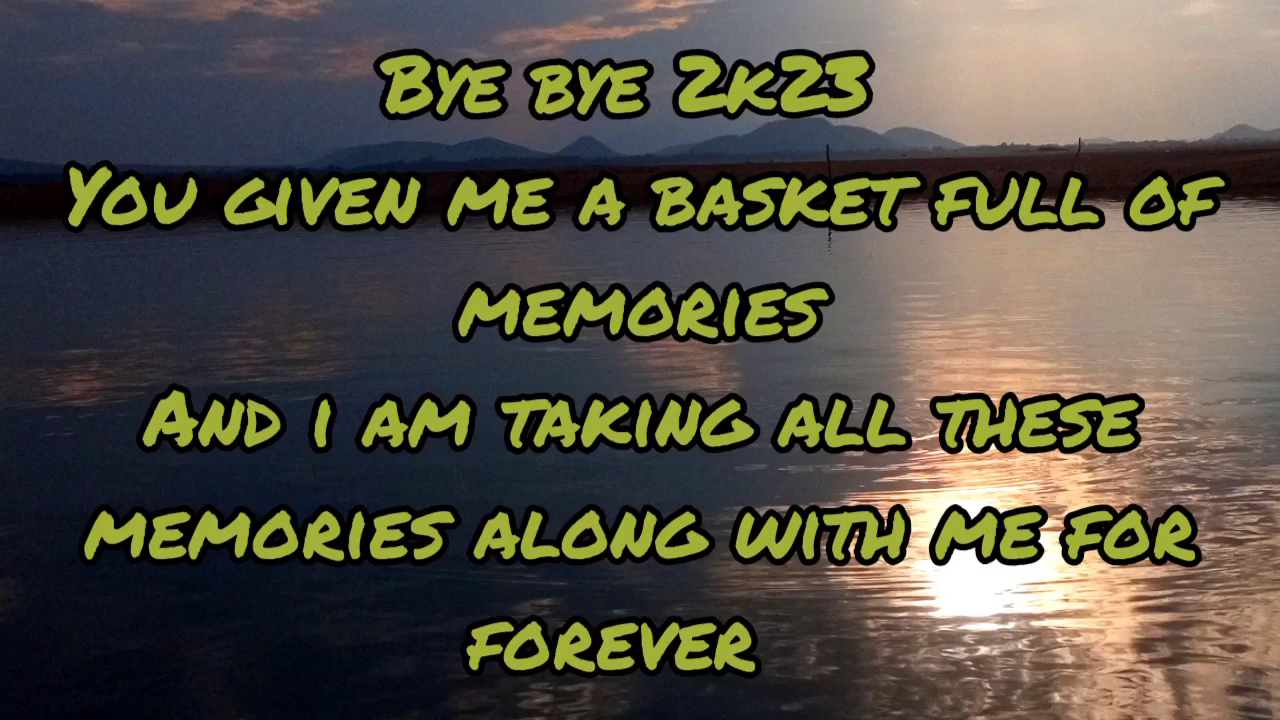 Bye bye 2k23
You given me a basket full of
memories
And i am taking all these
memories along with me for
forever